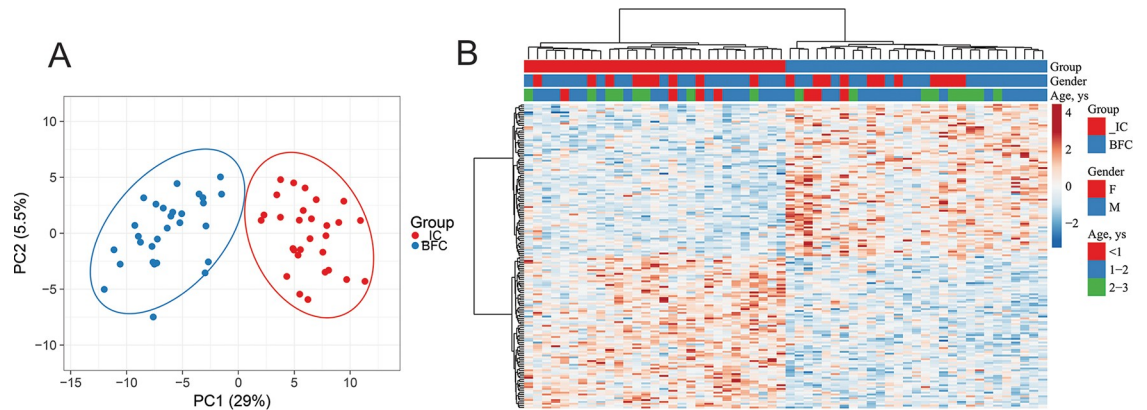 A
PC2 (5.5%)
10
5
0
−5
−10
−15
−10
−5
0
5
10
PC1 (29%)
Group
IC
BFC
B
Group
Gender
Age, ys
4
2
0
−2
Group
_IC
BFC
Gender
F
M
Age, ys
<1
1−2
2−3